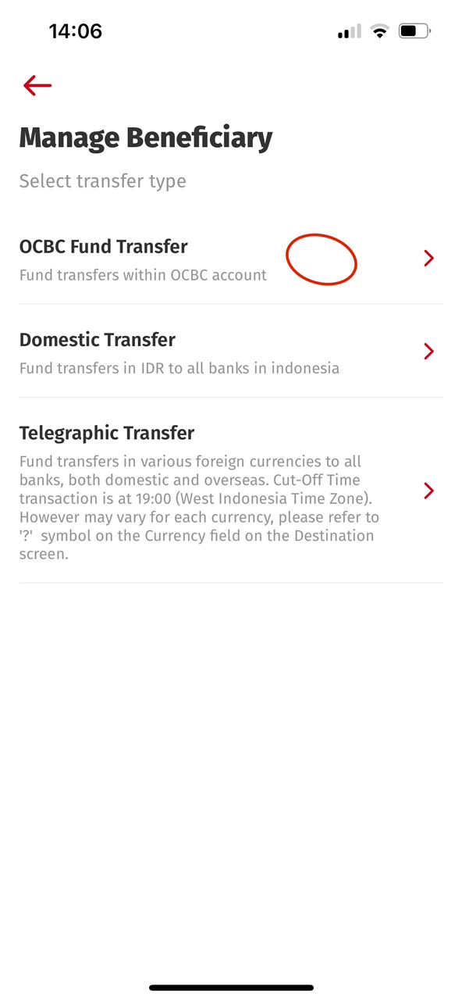 14:06
Manage Beneficiary
Select transfer type
OCBC Fund Transfer
Fund transfers within OCBC account
Domestic Transfer
Fund transfers in IDR to all banks in indonesia
Telegraphic Transfer
Fund transfers in various foreign currencies to all
banks, both domestic and overseas. Cut-Off Time
transaction is at 19:00 (West Indonesia Time Zone).
However may vary for each currency, please refer to
'?'  symbol on the Currency field on the Destination
screen.